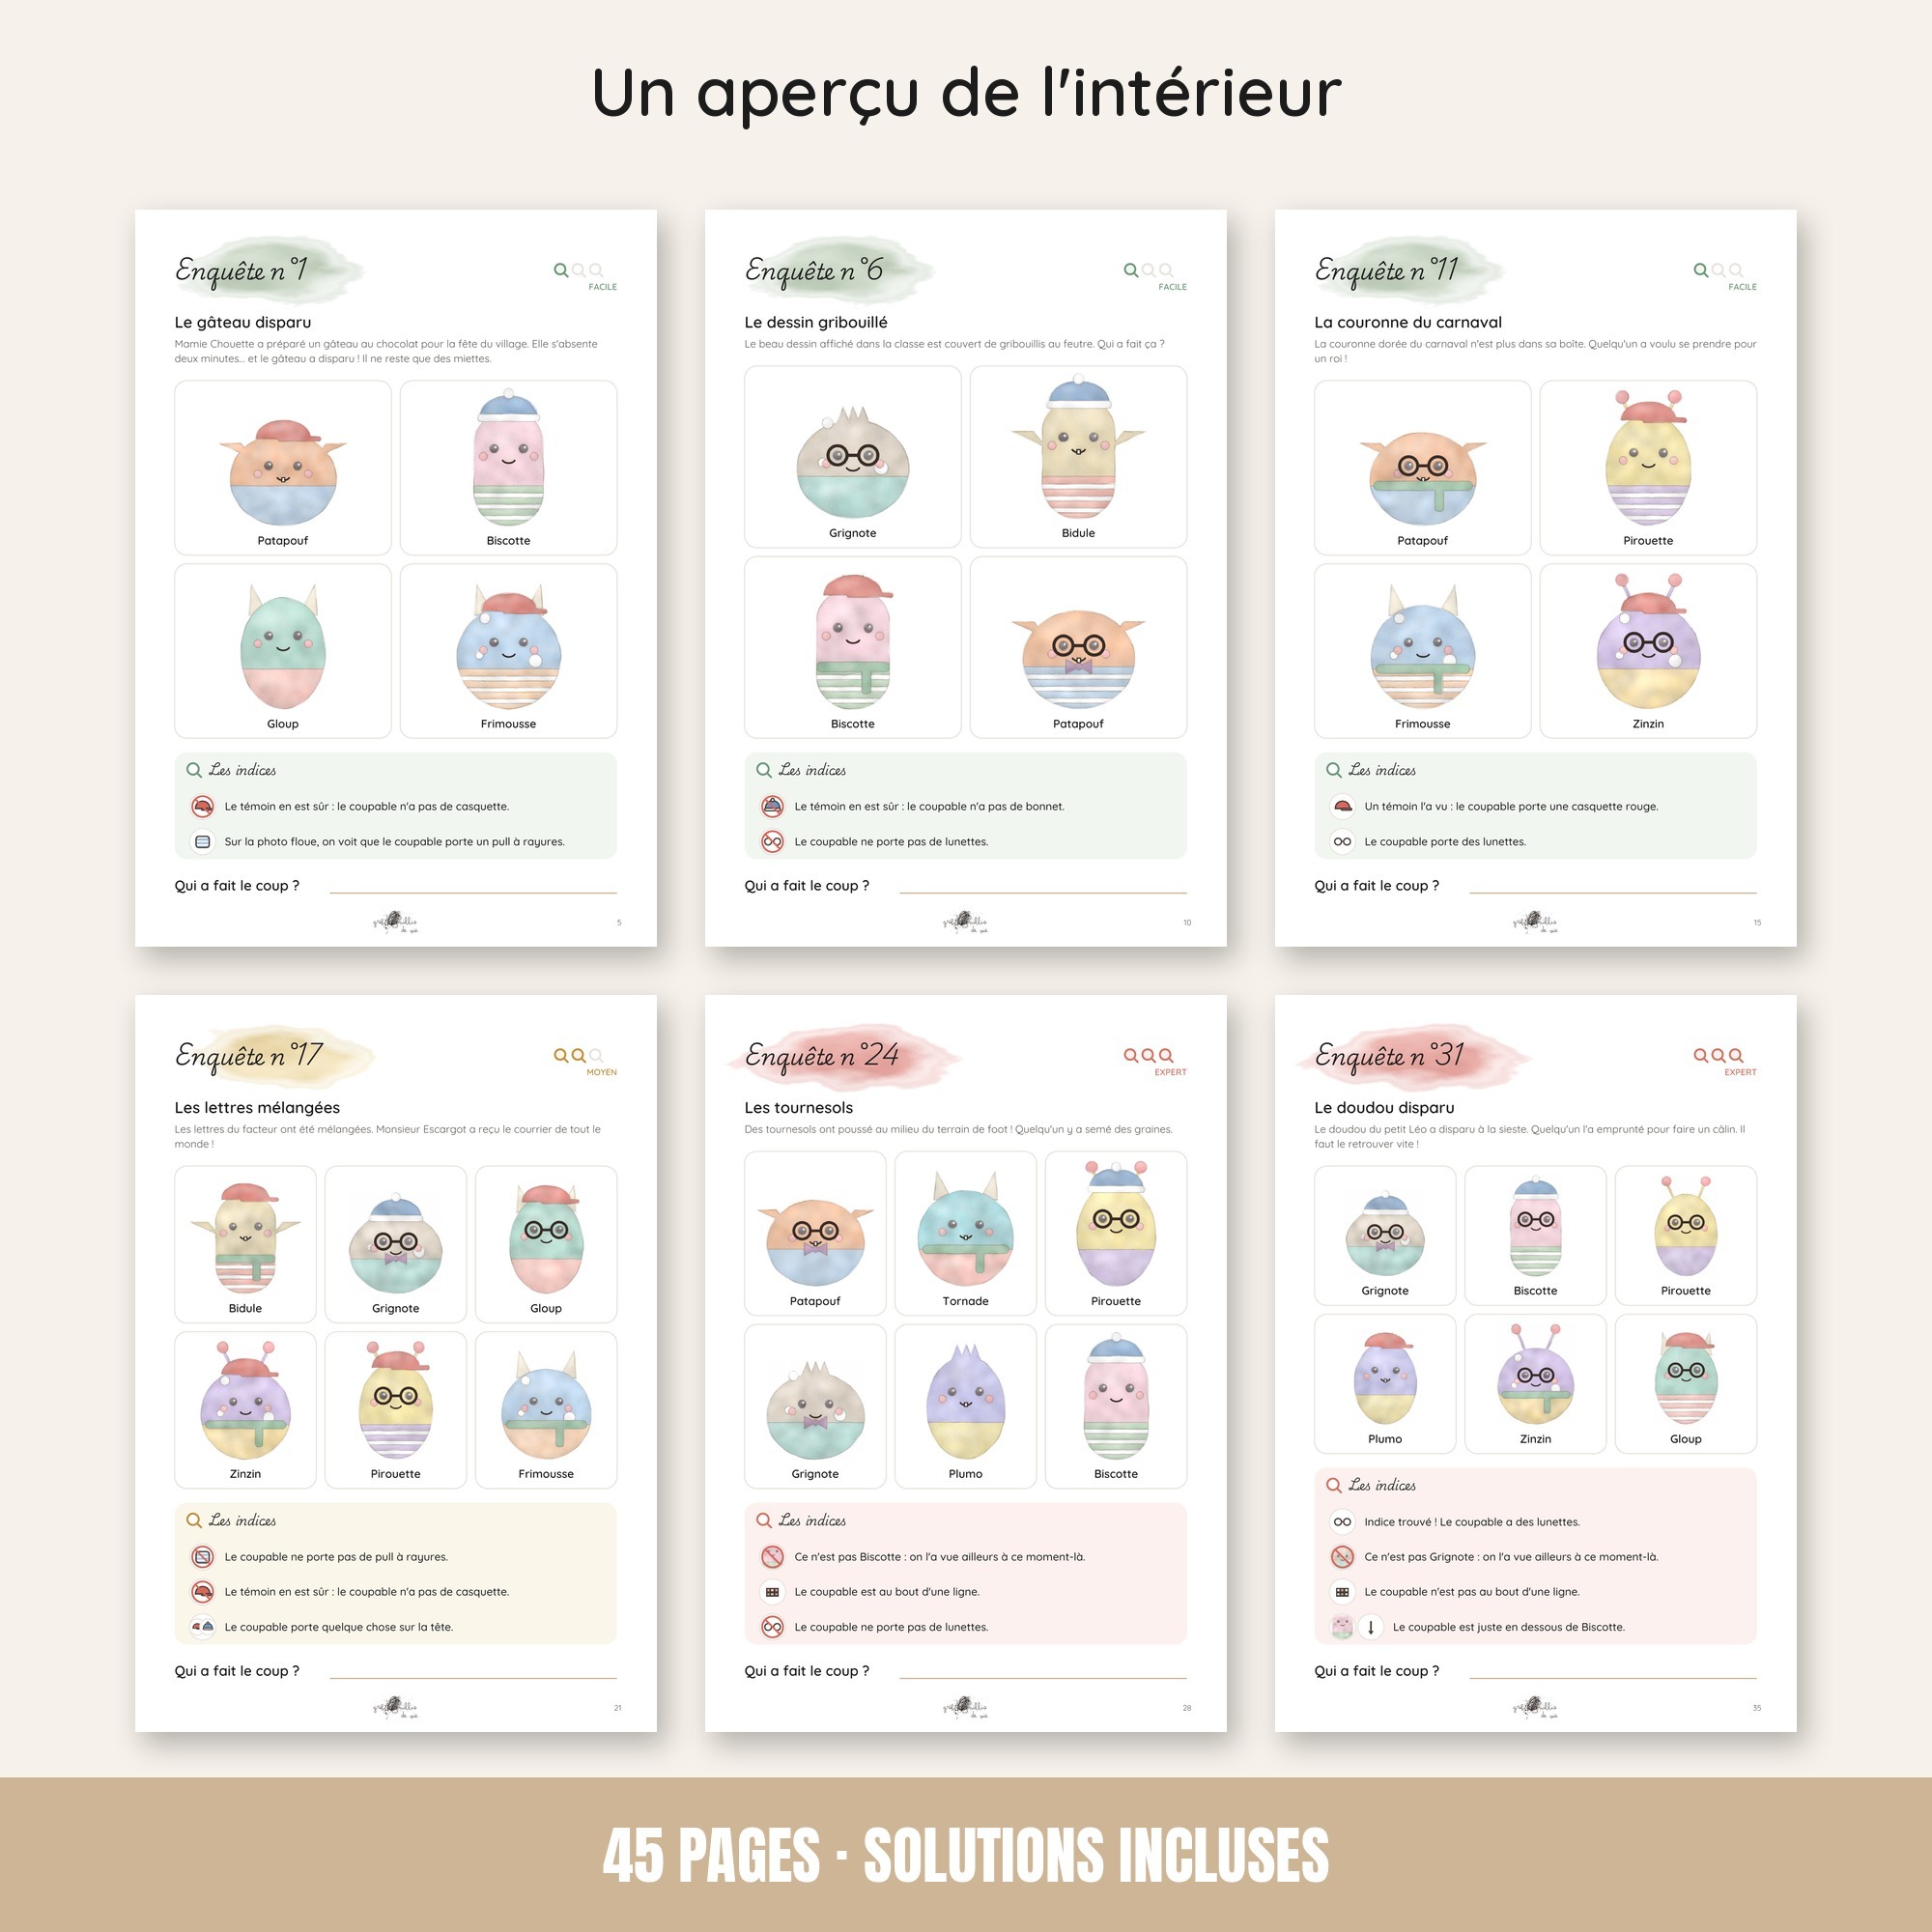 Un aperçu de l'intérieur
Enquête n°1
FACILE
Le gâteau disparu
Mamie Chouette a préparé un gâteau au chocolat pour la fête du village. Elle s'absente
deux minutes... et le gâteau a disparu ! Il ne reste que des miettes.
Patapouf
Biscotte
Gloup
Frimousse
Les indices
Le témoin en est sûr : le coupable n'a pas de casquette.
Sur la photo floue, on voit que le coupable porte un pull à rayures.
Qui a fait le coup ?
5
Enquête n°6
FACILE
Le dessin gribouillé
Le beau dessin affiché dans la classe est couvert de gribouillis au feutre. Qui a fait ça ?
Grignote
Bidule
Biscotte
Patapouf
Les indices
Le témoin en est sûr : le coupable n'a pas de bonnet.
Le coupable ne porte pas de lunettes.
Qui a fait le coup ?
10
Enquête n°11
FACILE
La couronne du carnaval
La couronne dorée du carnaval n'est plus dans sa boîte. Quelqu'un a voulu se prendre pour
un roi !
Patapouf
Pirouette
Frimousse
Zinzin
Les indices
Un témoin l'a vu : le coupable porte une casquette rouge.
Le coupable porte des lunettes.
Qui a fait le coup ?
15
Enquête n°17
MOYEN
Les lettres mélangées
Les lettres du facteur ont été mélangées. Monsieur Escargot a reçu le courrier de tout le
monde !
Bidule
Grignote
Gloup
Zinzin
Pirouette
Frimousse
Les indices
Le coupable ne porte pas de pull à rayures.
Le témoin en est sûr : le coupable n'a pas de casquette.
Le coupable porte quelque chose sur la tête.
Qui a fait le coup ?
21
Enquête n°24
EXPERT
Les tournesols
Des tournesols ont poussé au milieu du terrain de foot ! Quelqu'un y a semé des graines.
Patapouf
Tornade
Pirouette
Grignote
Plumo
Biscotte
Les indices
Ce n'est pas Biscotte : on l'a vue ailleurs à ce moment-là.
Le coupable est au bout d'une ligne.
Le coupable ne porte pas de lunettes.
Qui a fait le coup ?
28
Enquête n°31
EXPERT
Le doudou disparu
Le doudou du petit Léo a disparu à la sieste. Quelqu'un l'a emprunté pour faire un câlin. Il
faut le retrouver vite !
Grignote
Biscotte
Pirouette
Plumo
Zinzin
Gloup
Les indices
Indice trouvé ! Le coupable a des lunettes.
Ce n'est pas Grignote : on l'a vue ailleurs à ce moment-là.
Le coupable n'est pas au bout d'une ligne.
Le coupable est juste en dessous de Biscotte.
Qui a fait le coup ?
35
45 PAGES · SOLUTIONS INCLUSES